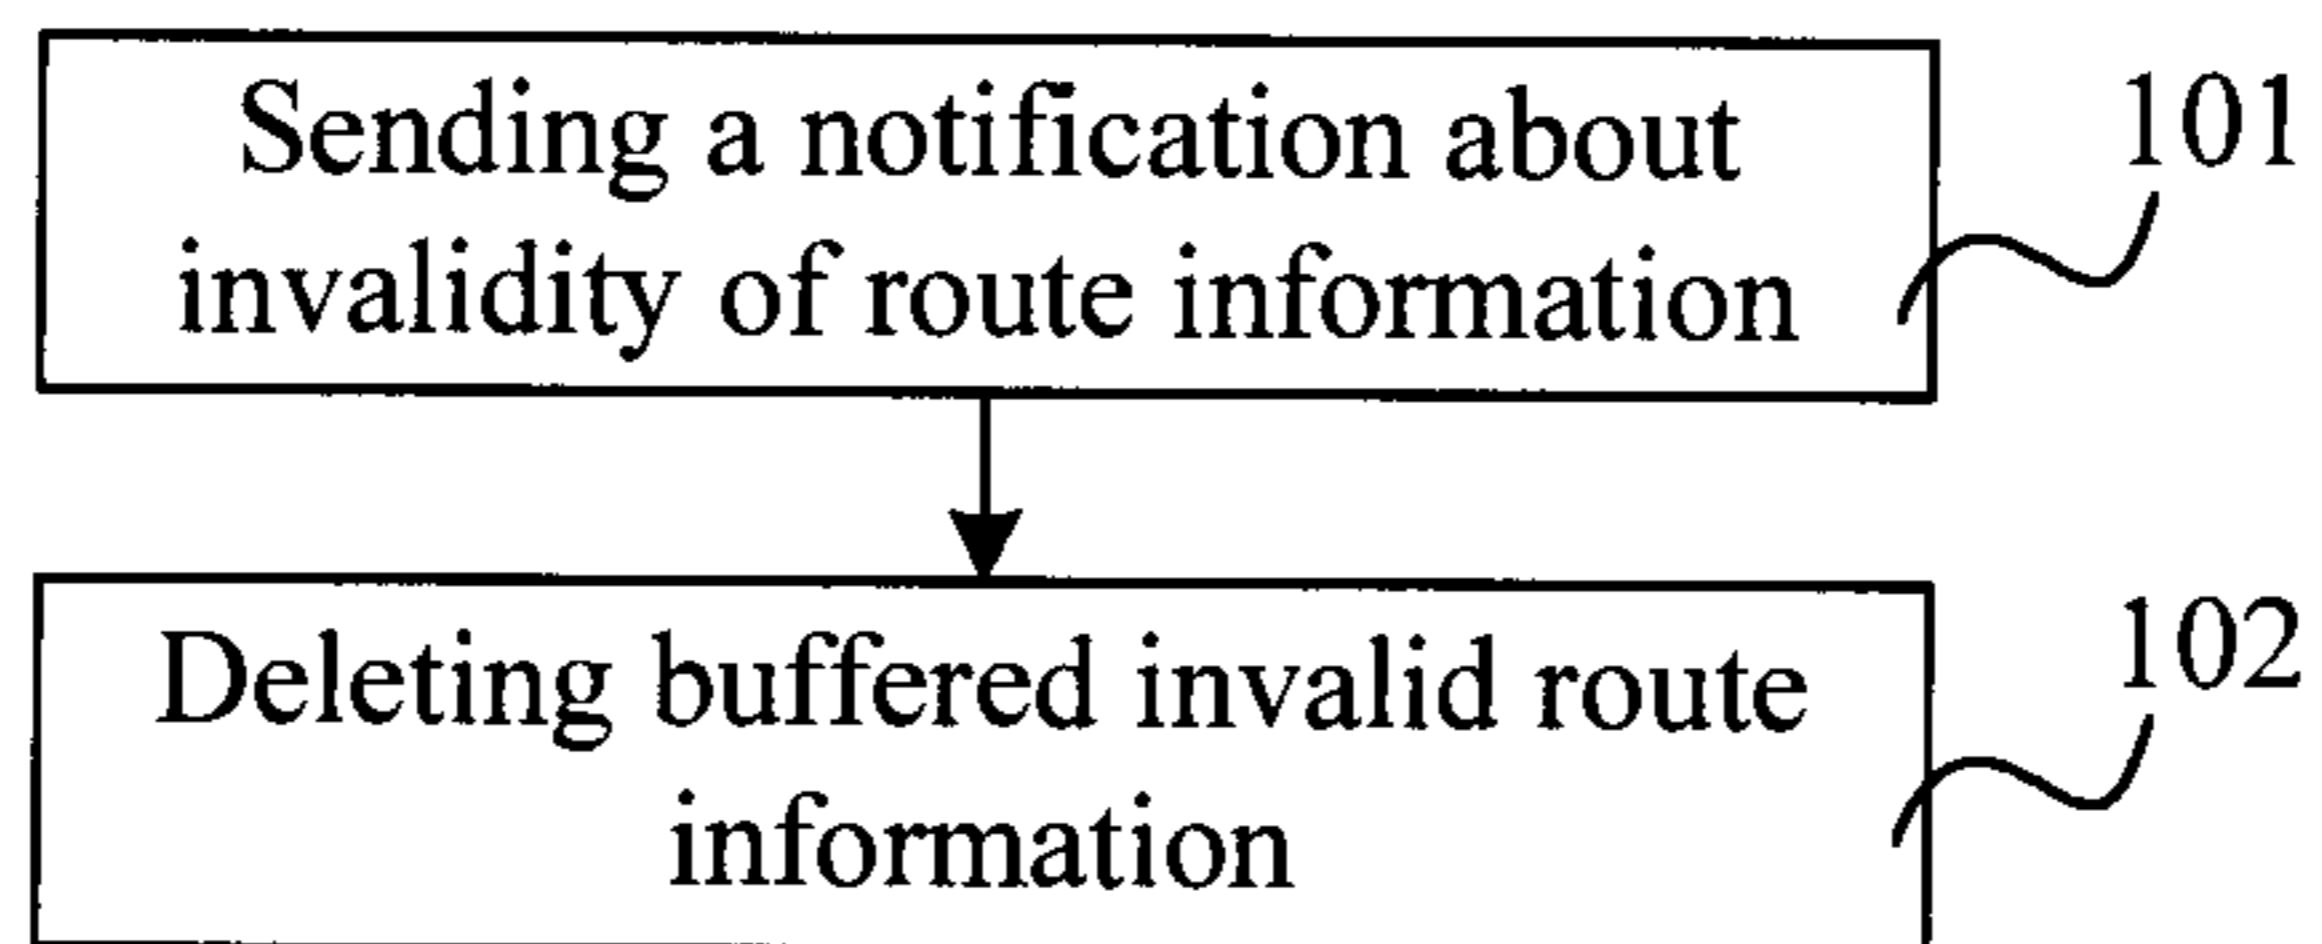 Sending a notification about
invalidity of route information
101
Deleting buffered invalid route
information
102